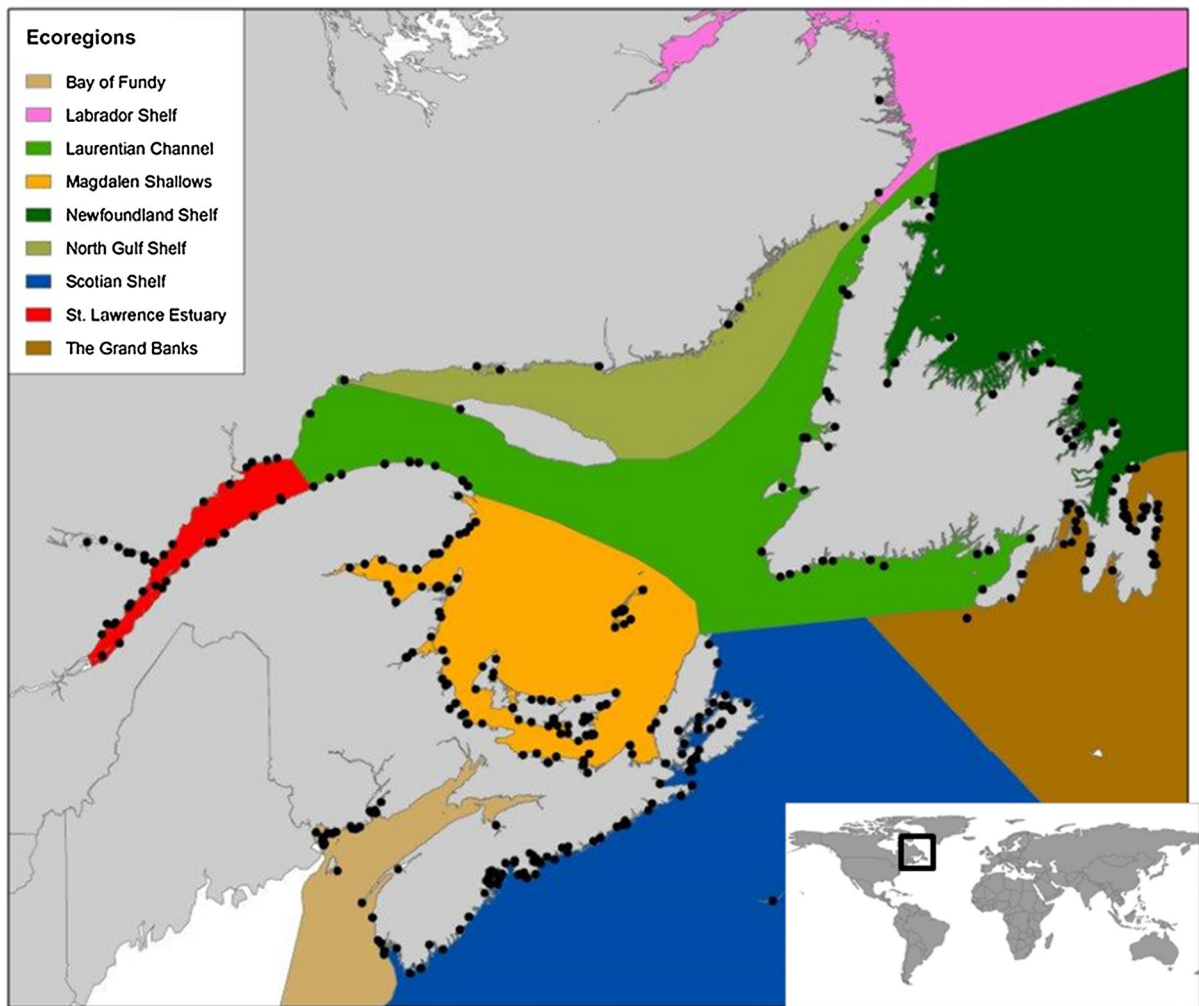 Ecoregions
Bay of Fundy
Labrador Shelf
Laurentian Channel
Magdalen Shallows
Newfoundland Shelf
North Gulf Shelf
Scotian Shelf
St. Lawrence Estuary
The Grand Banks